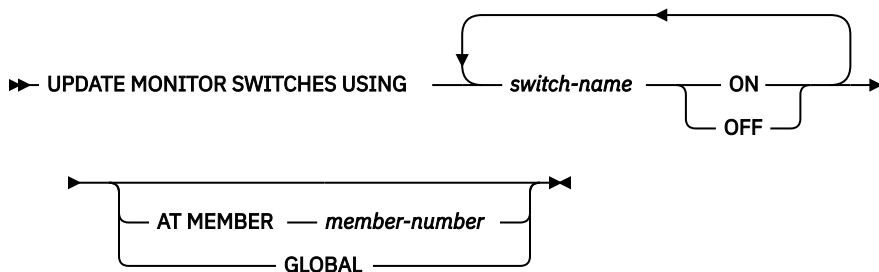 UPDATE MONITOR SWITCHES USING switch-name ON
OFF
AT MEMBER member-number
GLOBAL